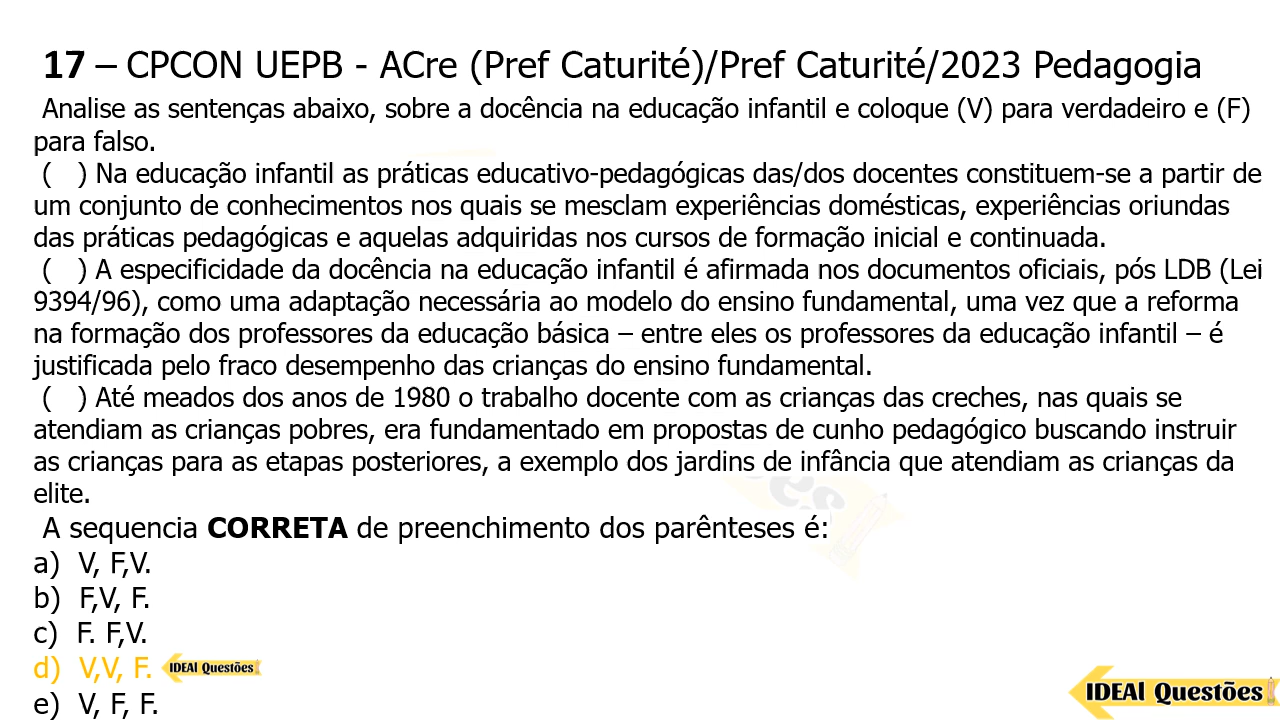 17 – CPCON UEPB - ACre (Pref Caturité)/Pref Caturité/2023 Pedagogia
Analise as sentenças abaixo, sobre a docência na educação infantil e coloque (V) para verdadeiro e (F)
para falso.
( ) Na educação infantil as práticas educativo-pedagógicas das/dos docentes constituem-se a partir de
um conjunto de conhecimentos nos quais se mesclam experiências domésticas, experiências oriundas
das práticas pedagógicas e aquelas adquiridas nos cursos de formação inicial e continuada.
( ) A especificidade da docência na educação infantil é afirmada nos documentos oficiais, pós LDB (Lei
9394/96), como uma adaptação necessária ao modelo do ensino fundamental, uma vez que a reforma
na formação dos professores da educação básica – entre eles os professores da educação infantil – é
justificada pelo fraco desempenho das crianças do ensino fundamental.
( ) Até meados dos anos de 1980 o trabalho docente com as crianças das creches, nas quais se
atendiam as crianças pobres, era fundamentado em propostas de cunho pedagógico buscando instruir
as crianças para as etapas posteriores, a exemplo dos jardins de infância que atendiam as crianças da
elite.
A sequencia CORRETA de preenchimento dos parênteses é:
a) V, F,V.
b) F,V, F.
c) F. F,V.
d) V,V, F. IDEAl Questões
e) V, F, F.
IDEAl Questões